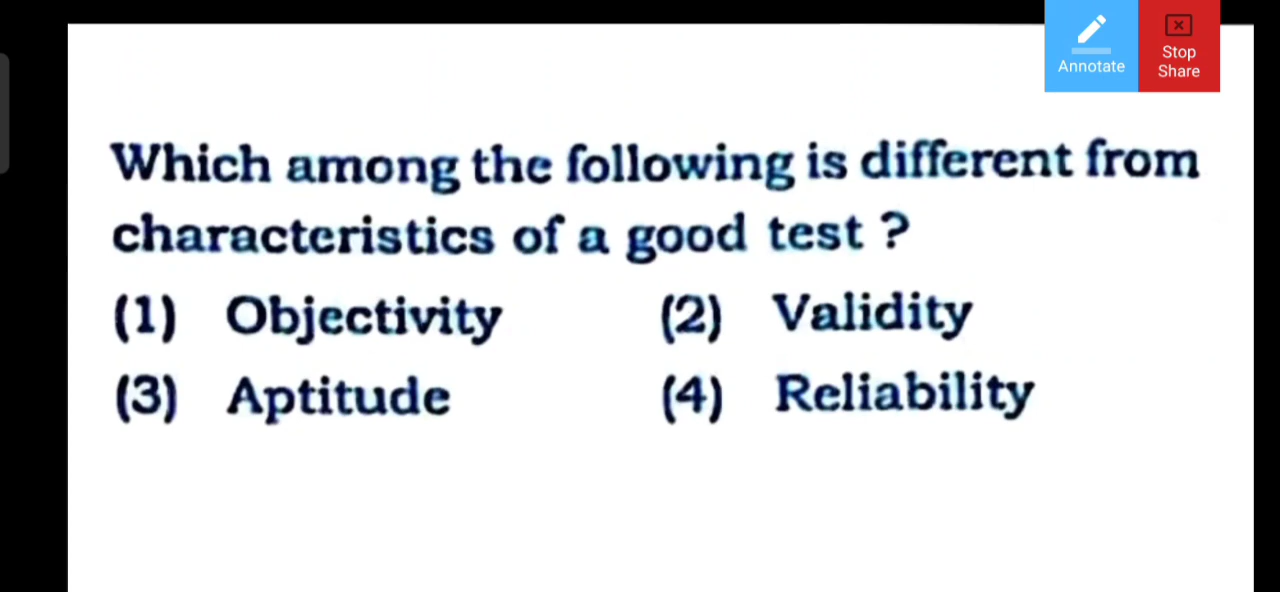 Annotate
Stop
Share
Which among the following is different from
characteristics of a good test ?
(1) Objectivity (2) Validity
(3) Aptitude (4) Reliability